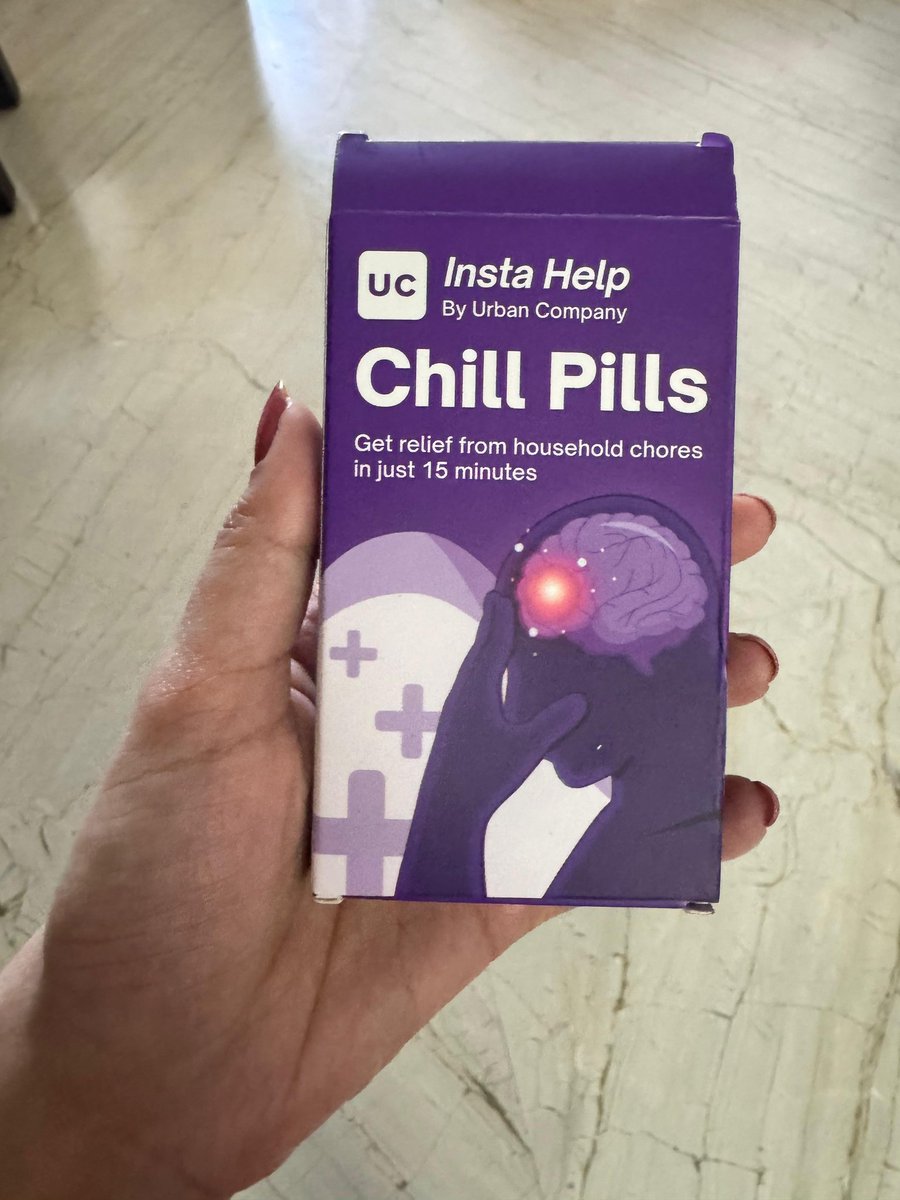 UC
Insta Help
By Urban Company
Chill Pills
Get relief from household chores
in just 15 minutes